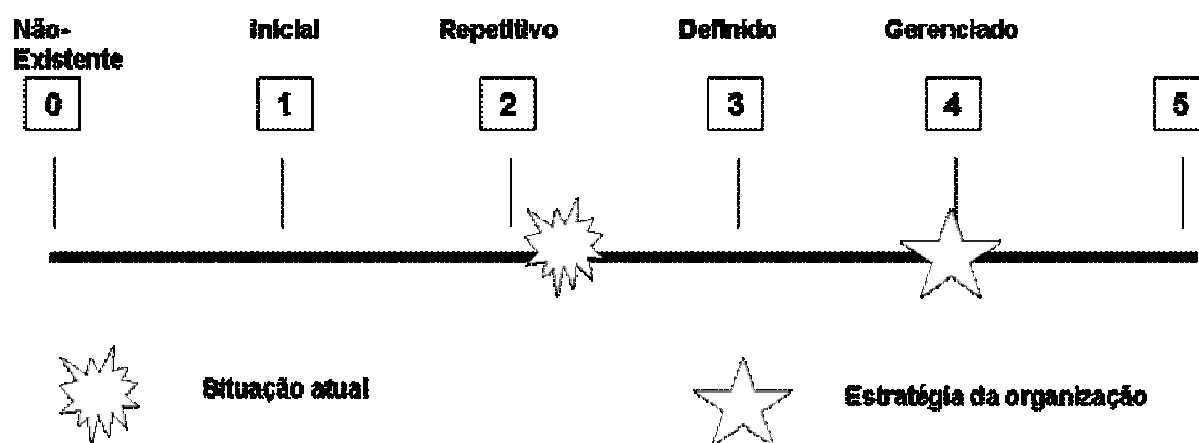 Não-
Existente
Inicial
Repetitivo
Definido
Gerenciado
0
1
2
3
4
5
Situação atual
Estratégia da organização